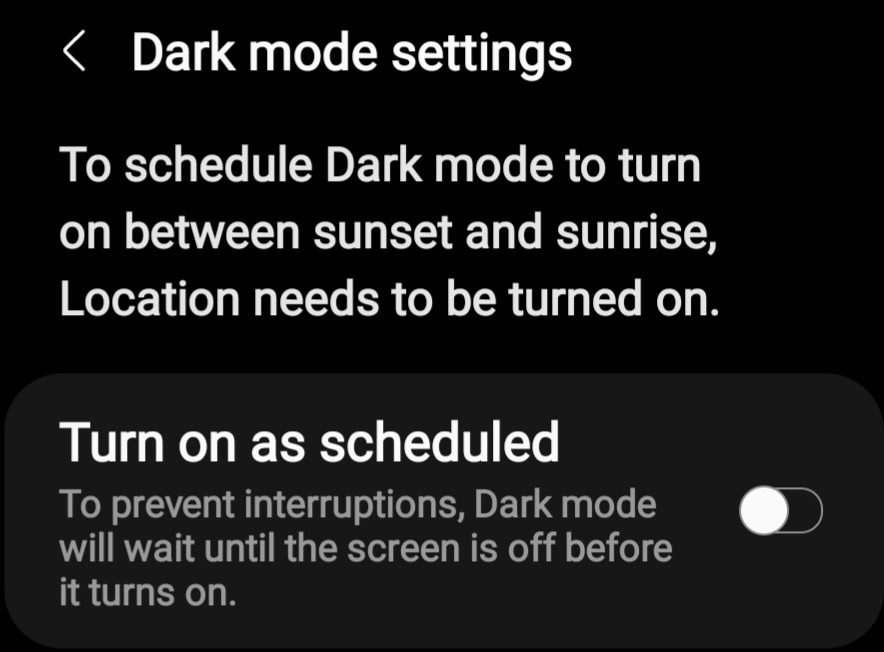 Dark mode settings
To schedule Dark mode to turn
on between sunset and sunrise,
Location needs to be turned on.
Turn on as scheduled
To prevent interruptions, Dark mode
will wait until the screen is off before
it turns on.